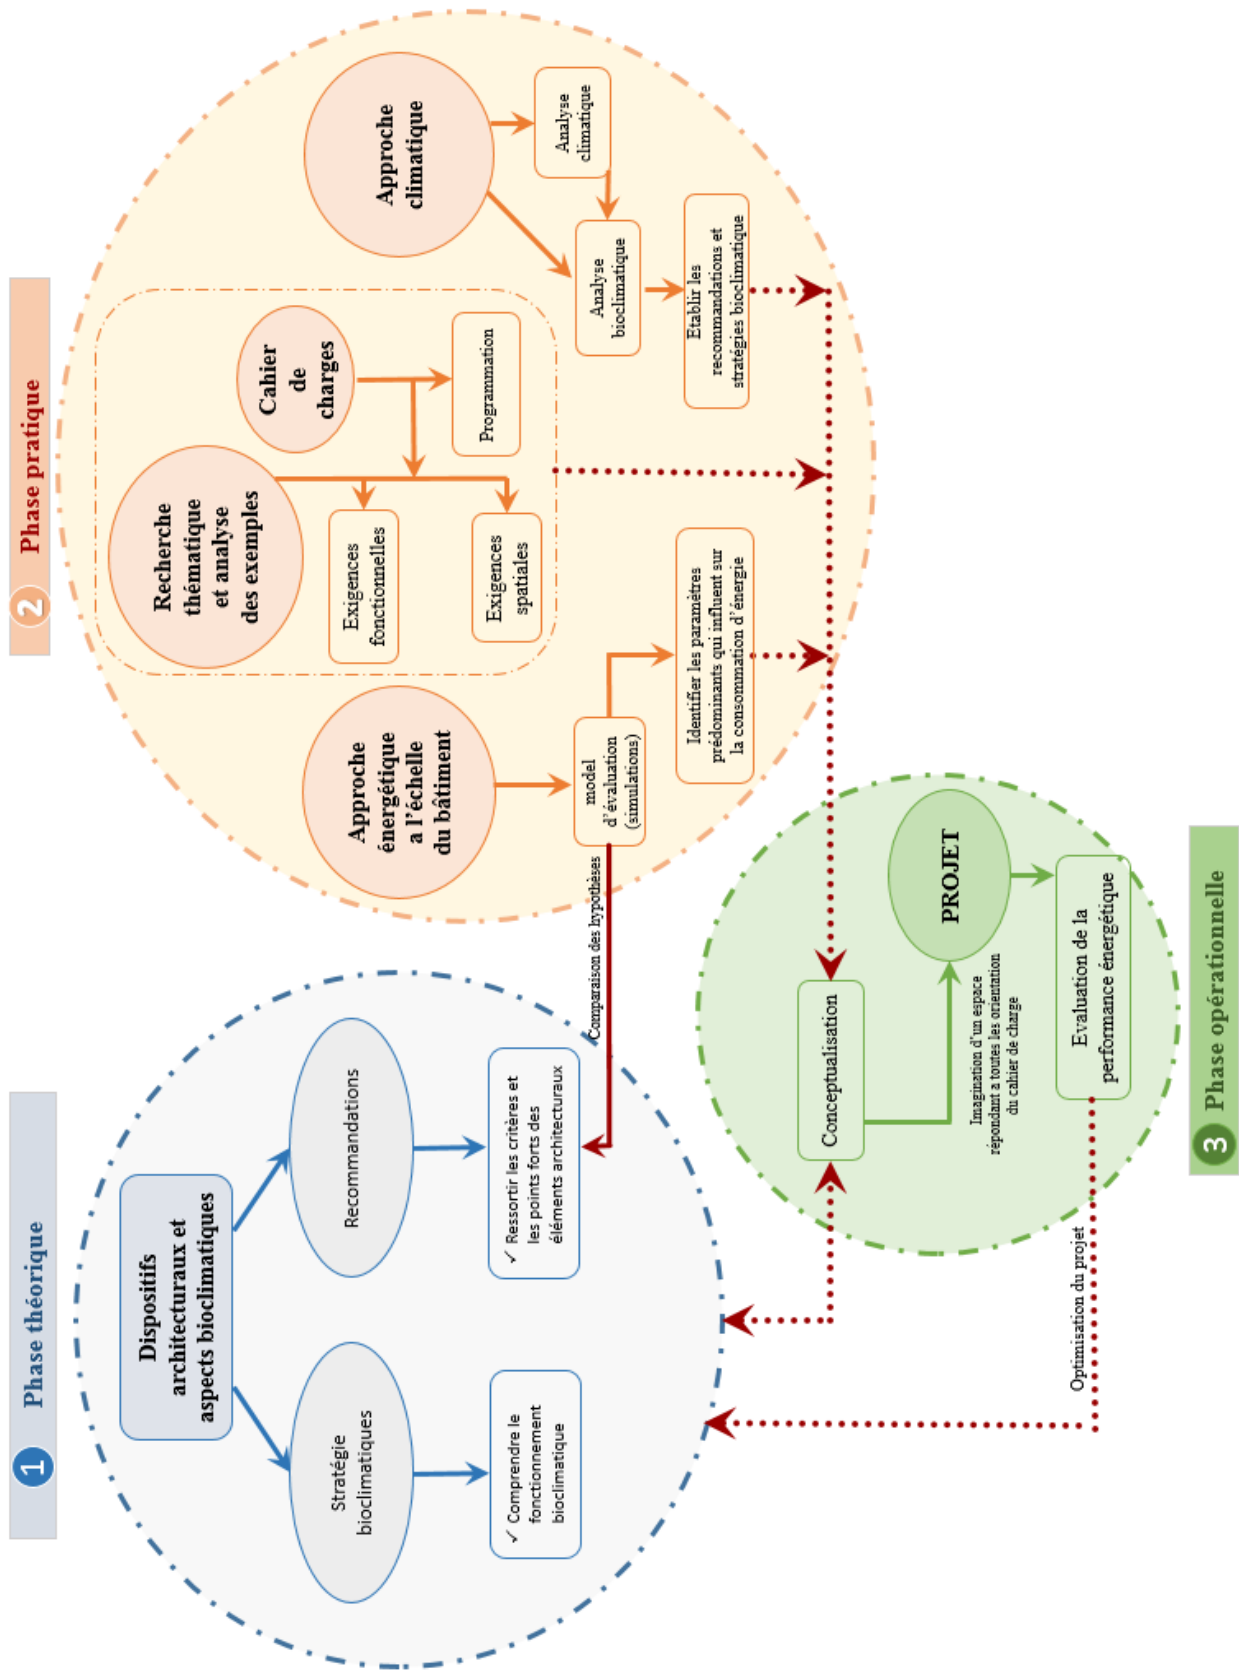 1 Phase théorique
Dispositifs
architecturaux et
aspects bioclimatiques
Stratégie
bioclimatiques
Recommandations
✓ Comprendre le
fonctionnement
bioclimatique
✓ Ressortir les critères et
les points forts des
éléments architecturaux
Comparaison des hypothèses
2 Phase pratique
Approche
énergétique
a l'échelle
du bâtiment
model
d'évaluation
(simulations)
Identifier les paramètres
prédominants qui influent sur
la consommation d'énergie
Recherche
thématique
et analyse
des exemples
Exigences
fonctionnelles
Exigences
spatiales
Cahier
de
charges
Programmation
Approche
climatique
Analyse
climatique
Analyse
bioclimatique
Etablir les
recommandations et
stratégies bioclimatique
Conceptualisation
PROJET
Imagination d'un espace
répondant a toutes les orientation
du cahier de charge
Evaluation de la
performance énergétique
Optimisation du projet
3 Phase opérationnelle